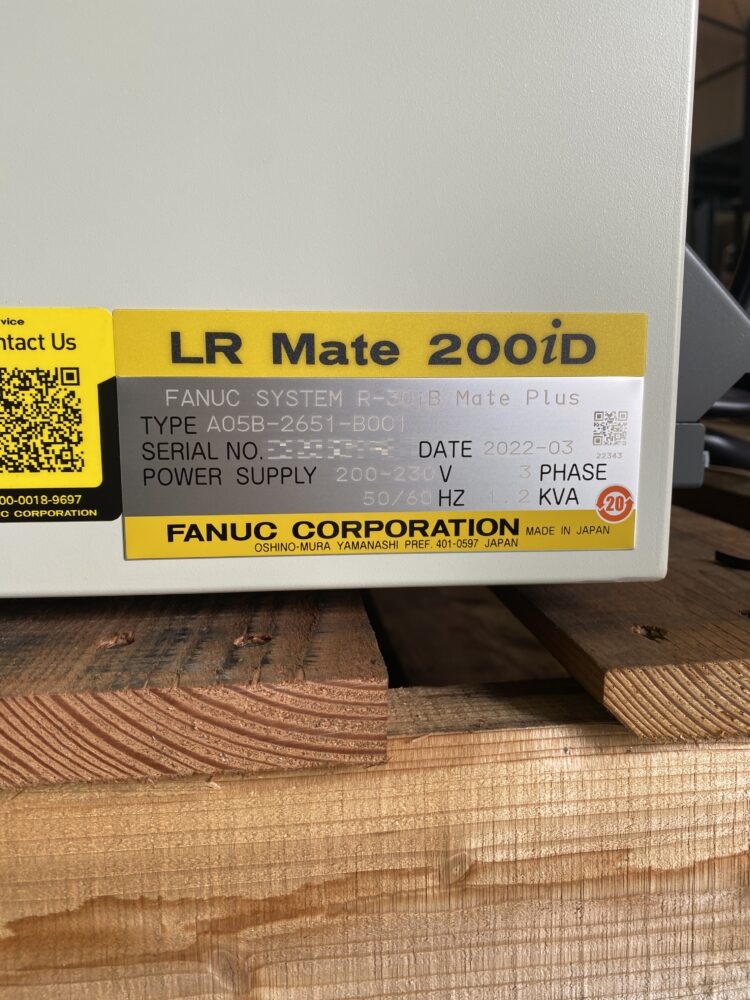 vice
ntact Us
00-0018-9697
C CORPORATION
LR Mate 200iD
FANUC SYSTEM R-30iB Mate Plus
TYPE A05B-2651-B001
SERIAL NO. DATE 2022-03
22343
POWER SUPPLY 200-230 V 3 PHASE
50/60 HZ 1.2 KVA
20
FANUC CORPORATION MADE IN JAPAN
OSHINO-MURA YAMANASHI PREF. 401-0597 JAPAN